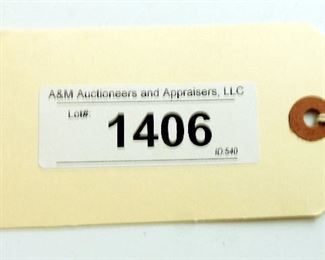 A&M Auctioneers and Appraisers, LLC
Lot#:
1406
ID:540